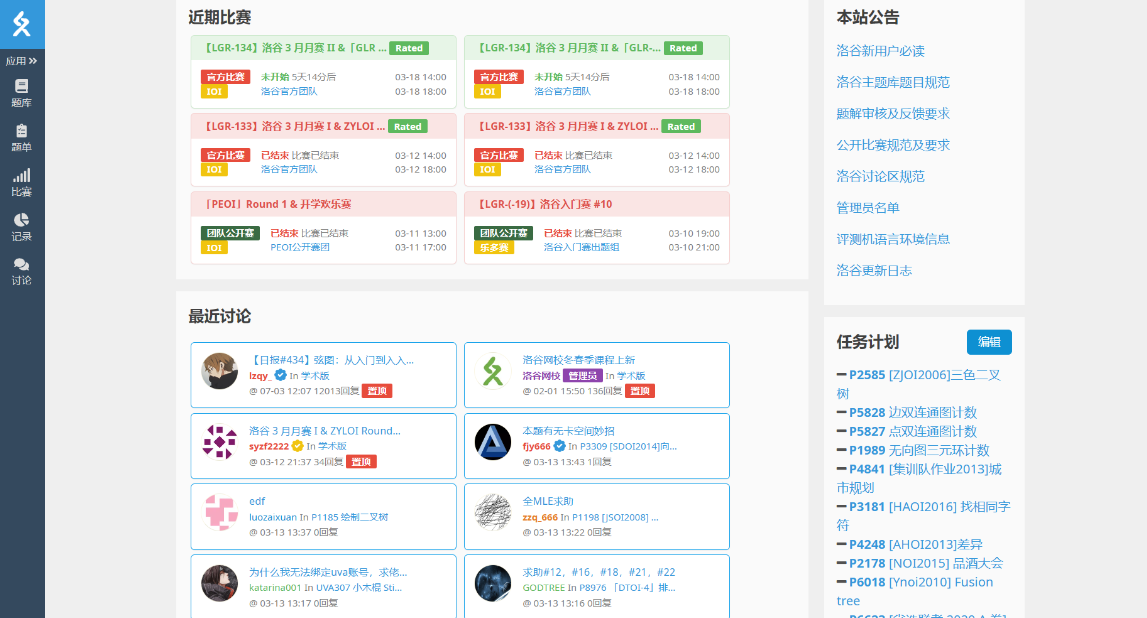 应用
题库
题单
比赛
记录
讨论
近期比赛
【LGR-134】洛谷 3 月月赛 II &「GLR ... Rated
官方比赛 未开始 5天14分后 03-18 14:00
IOI 洛谷官方团队 03-18 18:00
【LGR-134】洛谷 3 月月赛 II &「GLR-... Rated
官方比赛 未开始 5天14分后 03-18 14:00
IOI 洛谷官方团队 03-18 18:00
【LGR-133】洛谷 3 月月赛 I & ZYLOI ... Rated
官方比赛 已结束 比赛已结束 03-12 14:00
IOI 洛谷官方团队 03-12 18:00
【LGR-133】洛谷 3 月月赛 I & ZYLOI ... Rated
官方比赛 已结束 比赛已结束 03-12 14:00
IOI 洛谷官方团队 03-12 18:00
「PEOI」Round 1 & 开学欢乐赛
团队公开赛 已结束 比赛已结束 03-11 13:00
IOI PEOI公开赛团 03-11 17:00
【LGR-(-19)】洛谷入门赛 #10
团队公开赛 已结束 比赛已结束 03-10 19:00
乐多赛 洛谷入门赛出题组 03-10 21:00
最近讨论
【日报#434】弦图：从入门到入入...
lzqy_ In 学术版
@ 07-03 12:07 12013回复 置顶
洛谷网校冬春季课程上新
洛谷网校 管理员 In 学术版
@ 02-01 15:50 136回复 置顶
洛谷 3 月月赛 I & ZYLOI Round...
syzf2222 In 学术版
@ 03-12 21:37 34回复 置顶
本题有无卡空间妙招
fjy666 In P3309 [SDOI2014]向...
@ 03-13 13:43 1回复
edf
luozaixuan In P1185 绘制二叉树
@ 03-13 13:37 0回复
全MLE求助
zzq_666 In P1198 [JSOI2008] ...
@ 03-13 13:22 0回复
为什么我无法绑定uva账号，求佬...
katarina001 In UVA307 小木棍 Sti...
@ 03-13 13:17 0回复
求助#12，#16，#18，#21，#22
GODTREE In P8976 「DTOI-4」排...
@ 03-13 13:16 0回复
本站公告
洛谷新用户必读
洛谷主题库题目规范
题解审核及反馈要求
公开比赛规范及要求
洛谷讨论区规范
管理员名单
评测机语言环境信息
洛谷更新日志
任务计划 编辑
P2585 [ZJOI2006]三色二叉
树
P5828 边双连通图计数
P5827 点双连通图计数
P1989 无向图三元环计数
P4841 [集训队作业2013]城
市规划
P3181 [HAOI2016] 找相同字
符
P4248 [AHOI2013]差异
P2178 [NOI2015] 品酒大会
P6018 [Ynoi2010] Fusion
tree